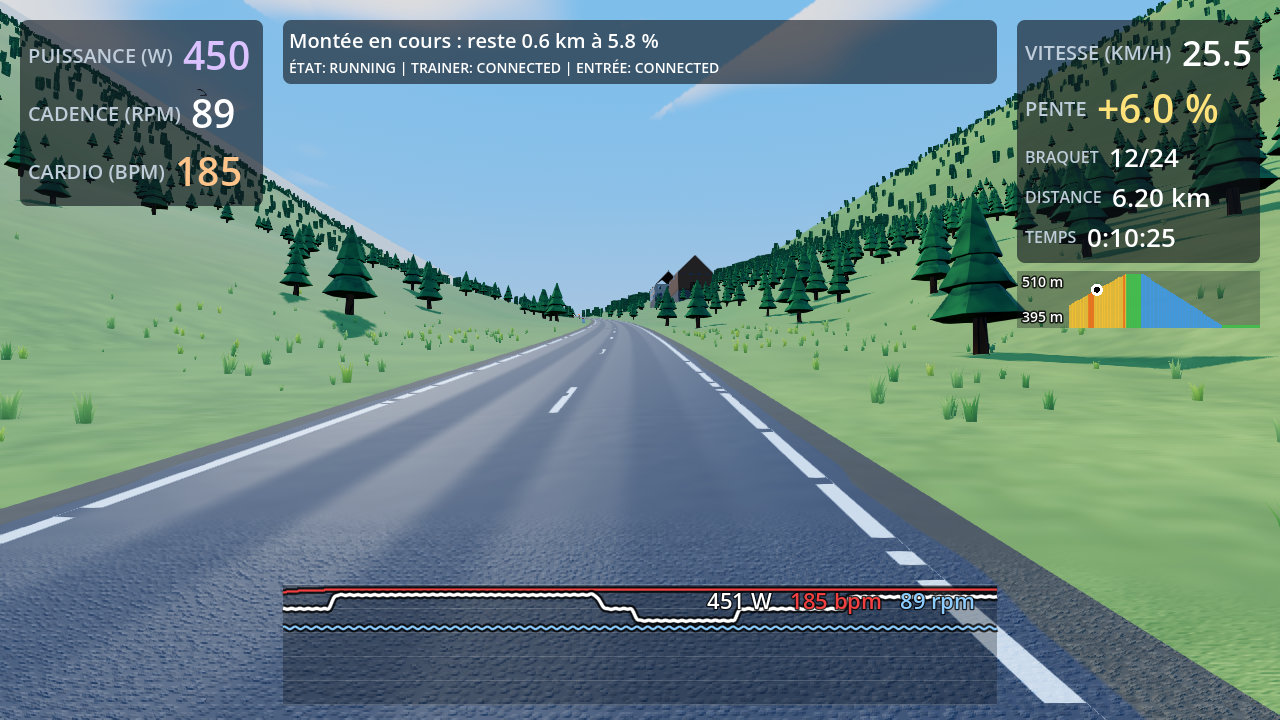 PUISSANCE (W) 450
CADENCE (RPM) 89
CARDIO (BPM) 185
Montée en cours : reste 0.6 km à 5.8 %
ÉTAT: RUNNING | TRAINER: CONNECTED | ENTRÉE: CONNECTED
VITESSE (KM/H) 25.5
PENTE +6.0 %
BRAQUET 12/24
DISTANCE 6.20 km
TEMPS 0:10:25
510 m
395 m
451 W 185 bpm 89 rpm